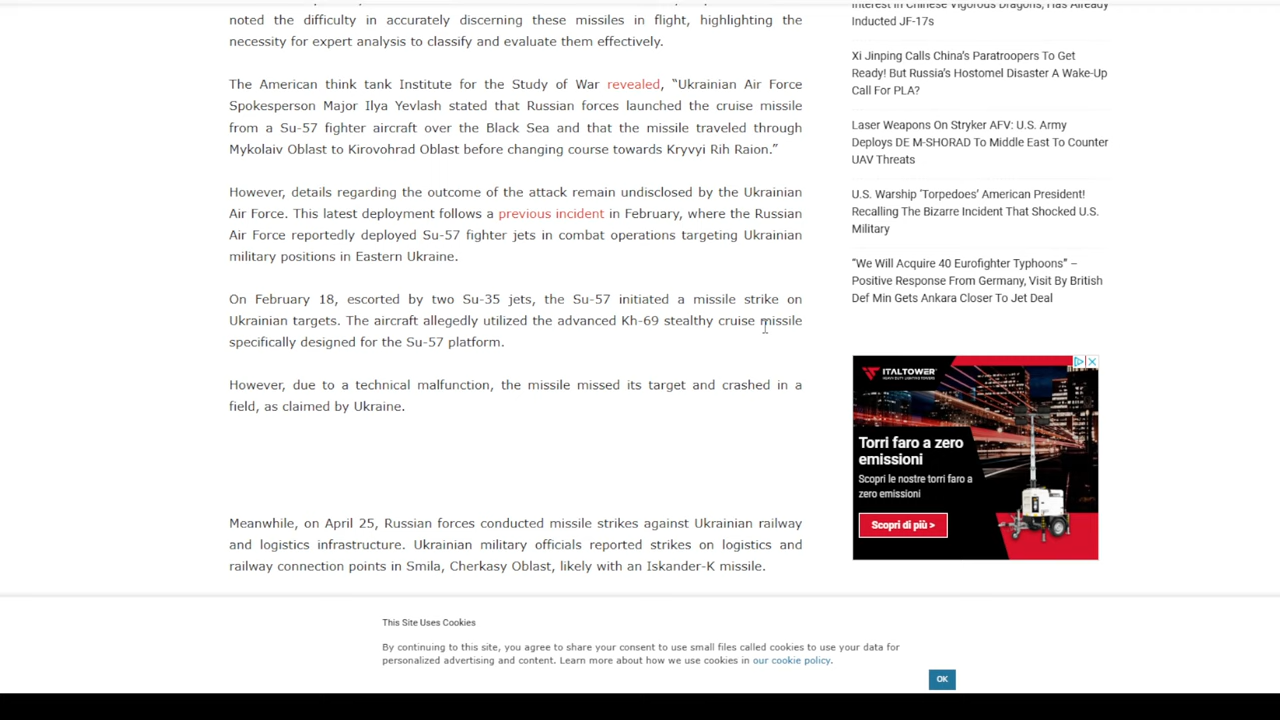 noted the difficulty in accurately discerning these missiles in flight, highlighting the
necessity for expert analysis to classify and evaluate them effectively.
The American think tank Institute for the Study of War revealed, “Ukrainian Air Force
Spokesperson Major Ilya Yevlash stated that Russian forces launched the cruise missile
from a Su-57 fighter aircraft over the Black Sea and that the missile traveled through
Mykolaiv Oblast to Kirovohrad Oblast before changing course towards Kryvyi Rih Raion.”
However, details regarding the outcome of the attack remain undisclosed by the Ukrainian
Air Force. This latest deployment follows a previous incident in February, where the Russian
Air Force reportedly deployed Su-57 fighter jets in combat operations targeting Ukrainian
military positions in Eastern Ukraine.
On February 18, escorted by two Su-35 jets, the Su-57 initiated a missile strike on
Ukrainian targets. The aircraft allegedly utilized the advanced Kh-69 stealthy cruise missile
specifically designed for the Su-57 platform.
However, due to a technical malfunction, the missile missed its target and crashed in a
field, as claimed by Ukraine.
Meanwhile, on April 25, Russian forces conducted missile strikes against Ukrainian railway
and logistics infrastructure. Ukrainian military officials reported strikes on logistics and
railway connection points in Smila, Cherkasy Oblast, likely with an Iskander-K missile.
Interest in Chinese Vigorous Dragons, Has Already
Inducted JF-17s
Xi Jinping Calls China’s Paratroopers To Get
Ready! But Russia’s Hostomel Disaster A Wake-Up
Call For PLA?
Laser Weapons On Stryker AFV: U.S. Army
Deploys DE M-SHORAD To Middle East To Counter
UAV Threats
U.S. Warship ‘Torpedoes’ American President!
Recalling The Bizarre Incident That Shocked U.S.
Military
“We Will Acquire 40 Eurofighter Typhoons” –
Positive Response From Germany, Visit By British
Def Min Gets Ankara Closer To Jet Deal
ITALTOWER
Torri faro a zero
emissioni
Scopri le nostre torri faro a
zero emissioni
Scopri di più >
This Site Uses Cookies
By continuing to this site, you agree to share your consent to use small files called cookies to use your data for
personalized advertising and content. Learn more about how we use cookies in our cookie policy.
OK